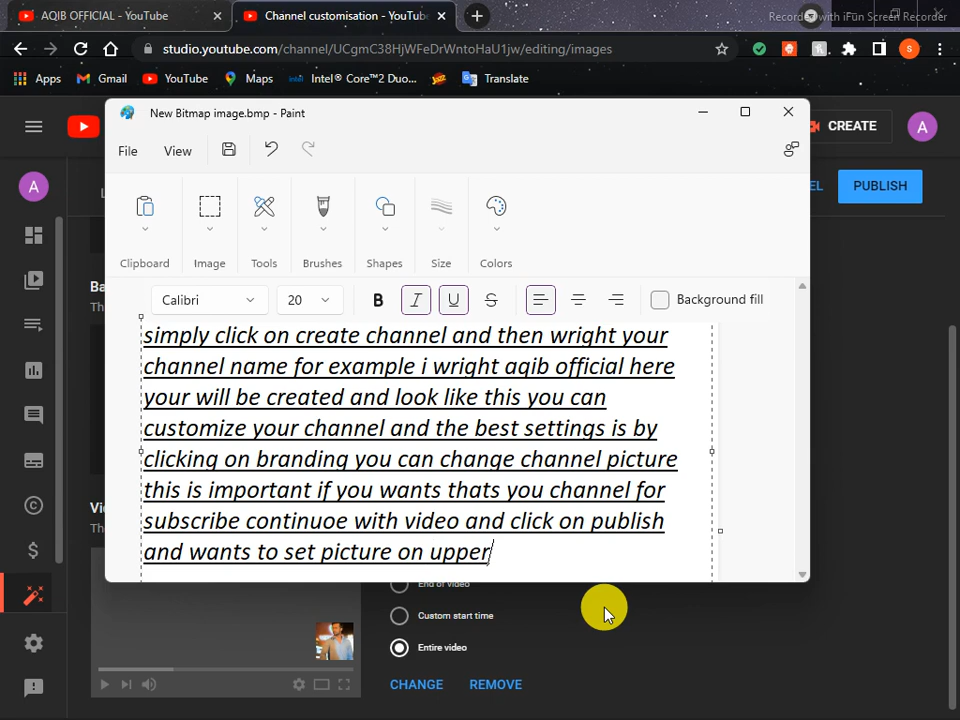 AQIB OFFICIAL - YouTube
Channel customisation - YouTube
Recorded with iFun Screen Recorder
studio.youtube.com/channel/UCgmC38HjWFeDrWntoHaU1jw/editing/images
Apps Gmail YouTube Maps Intel® Core™2 Duo... Translate
New Bitmap image.bmp - Paint
CREATE
A
File View
A
EL PUBLISH
Clipboard Image Tools Brushes Shapes Size Colors
Calibri 20 B I U S Background fill
simply click on create channel and then wright your
channel name for example i wright aqib official here
your will be created and look like this you can
customize your channel and the best settings is by
clicking on branding you can change channel picture
this is important if you wants thats you channel for
subscribe continuoe with video and click on publish
and wants to set picture on upper
End of video
Custom start time
Entire video
CHANGE REMOVE